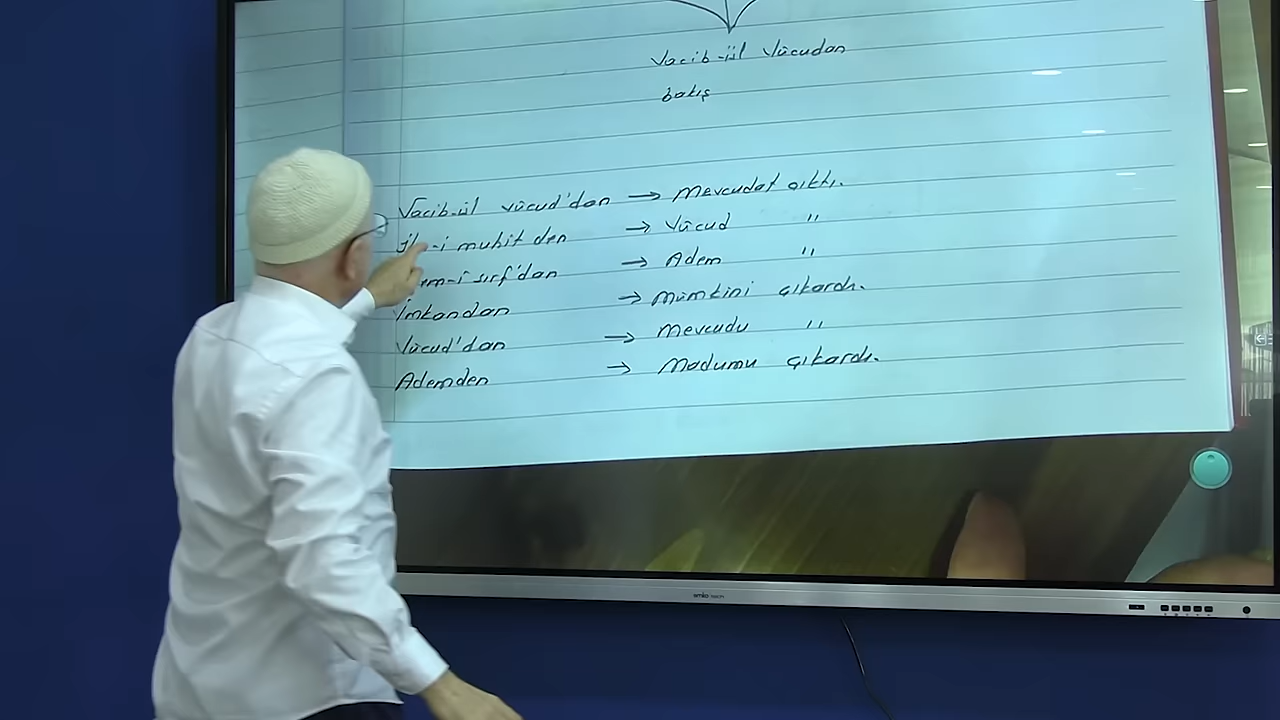 Vacib-ül Vücudan
bakış
Vacib-ül vücud'dan → Mevcudat çıktı.
-i muhit den → Vücud "
em-i sırf'dan → Adem "
İmkandan → Mümkini çıkardı.
Vücud'dan → Mevcudu "
Ademden → Madumu çıkardı.